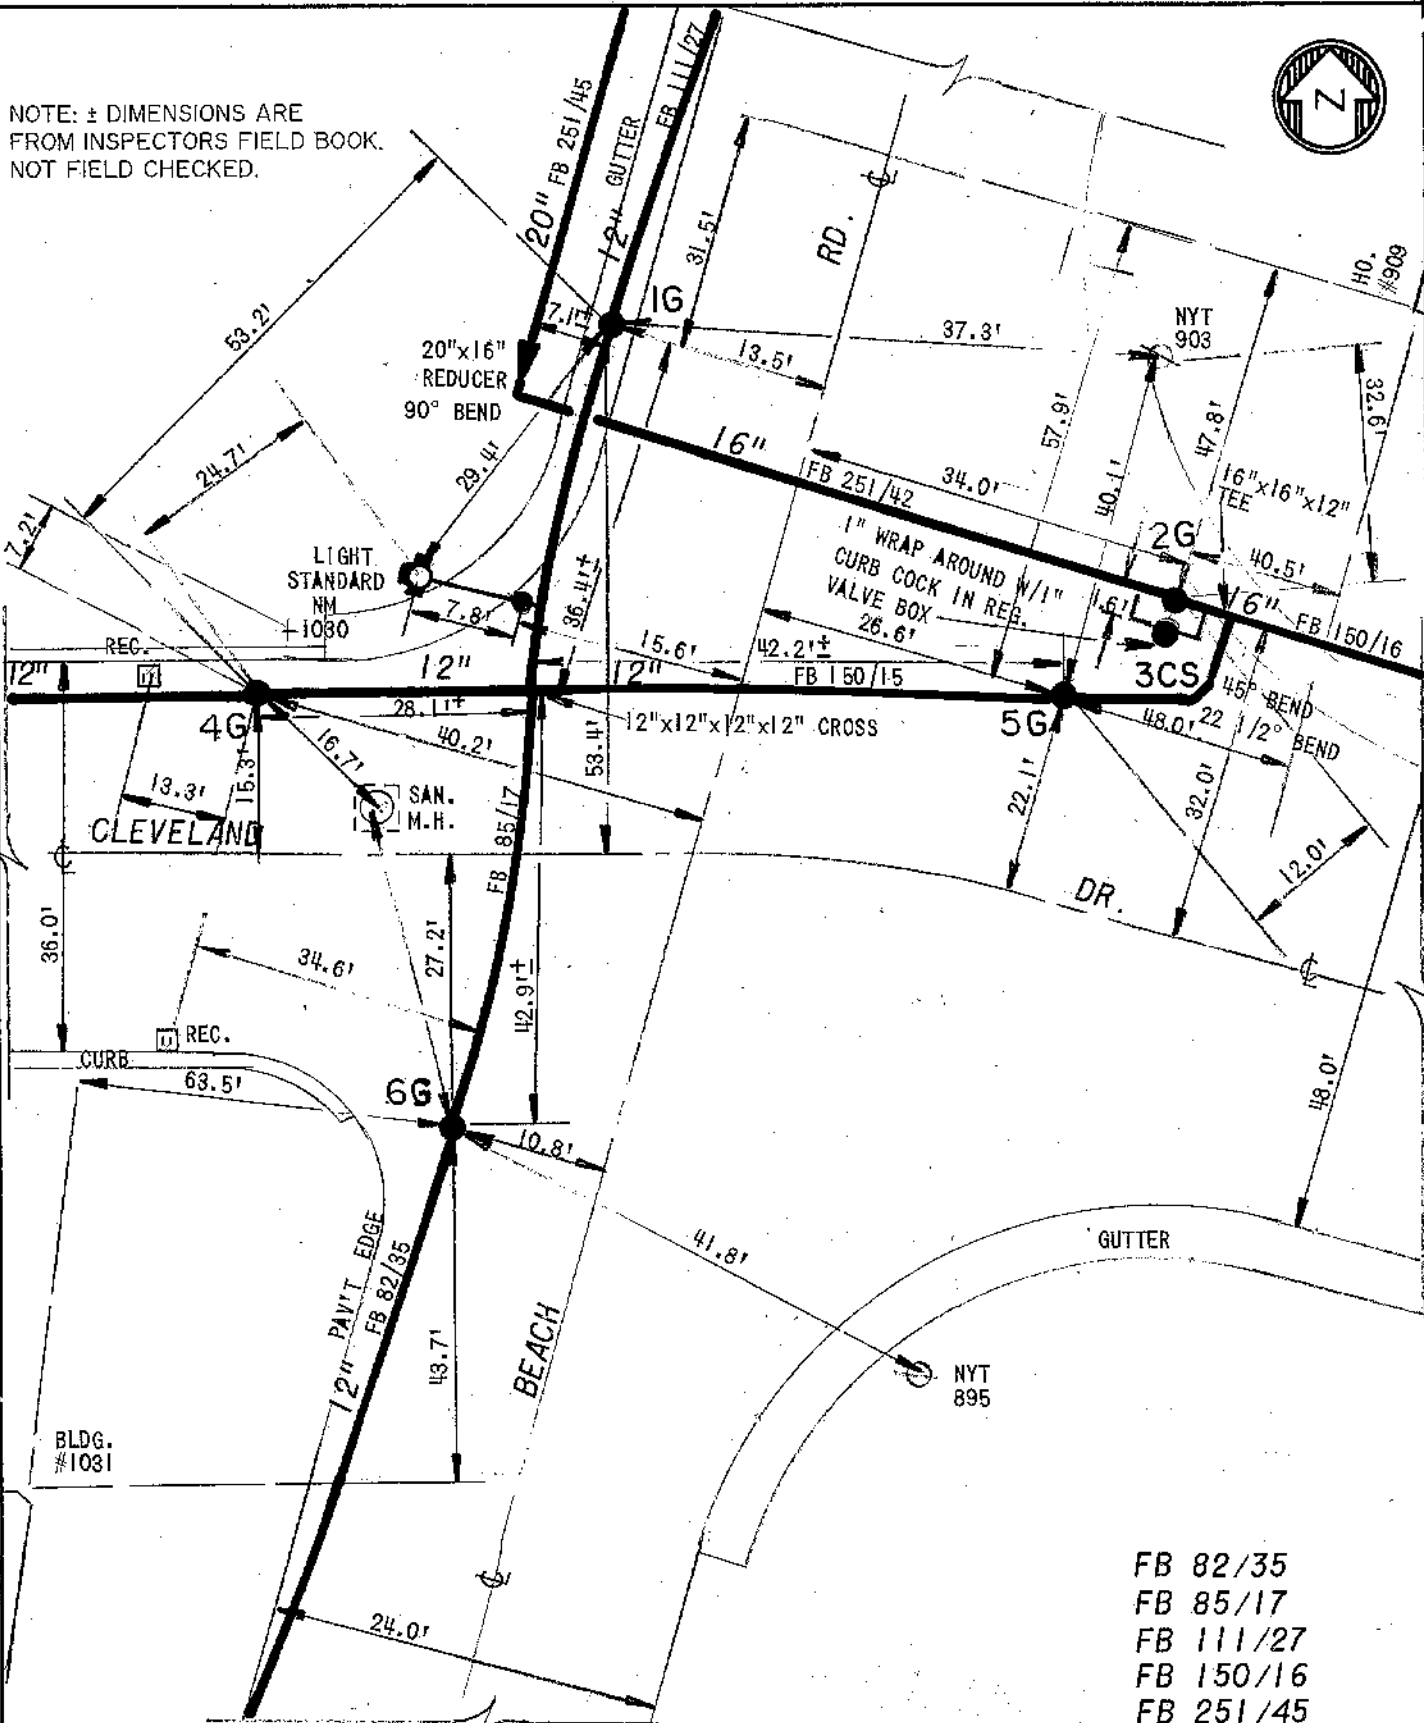 NOTE: ± DIMENSIONS ARE
FROM INSPECTORS FIELD BOOK.
NOT FIELD CHECKED.
N
20" FB 251/45
GUTTER
12"
FB 111/27
31.5'
RD.
℄
HO.
#909
53.2'
7.1'±
1G
37.3'
NYT
903
20"x16"
REDUCER
90° BEND
13.5'
32.6'
57.9'
47.8'
24.7'
29.4'
16"
FB 251/42
34.0'
40.1'
16"x16"x12"
TEE
7.2'
LIGHT
STANDARD
NM
1030
7.8'
36.4'±
1" WRAP AROUND W/1"
CURB COCK IN REG.
VALVE BOX
2G
40.5'
1.6'
16"
FB 150/16
REC.
15.6'
26.6'
42.2'±
3CS
12"
12"
12"
FB 150/15
45° BEND
22 1/2° BEND
4G
28.1'±
40.2'
12"x12"x12"x12" CROSS
5G
48.0'
15.3'
16.7'
53.4'
22.1'
32.0'
13.3'
SAN.
M.H.
CLEVELAND
℄
FB 85/17
12.0'
DR.
36.0'
34.6'
27.2'
42.9'±
℄
REC.
CURB
63.5'
6G
10.8'
48.0'
12" PAV'T EDGE
FB 82/35
41.8'
GUTTER
43.7'
BEACH
NYT
895
BLDG.
#1031
℄
24.0'
FB 82/35
FB 85/17
FB 111/27
FB 150/16
FB 251/45